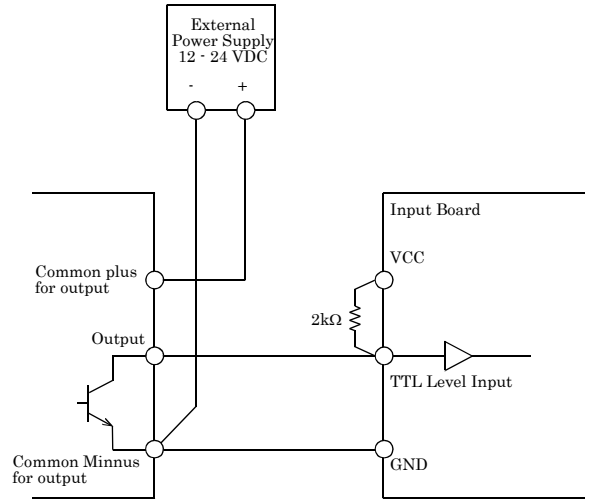 External
Power Supply
12 - 24 VDC
- +
Input Board
VCC
Common plus
for output
2kΩ
Output
TTL Level Input
Common Minnus
for output
GND